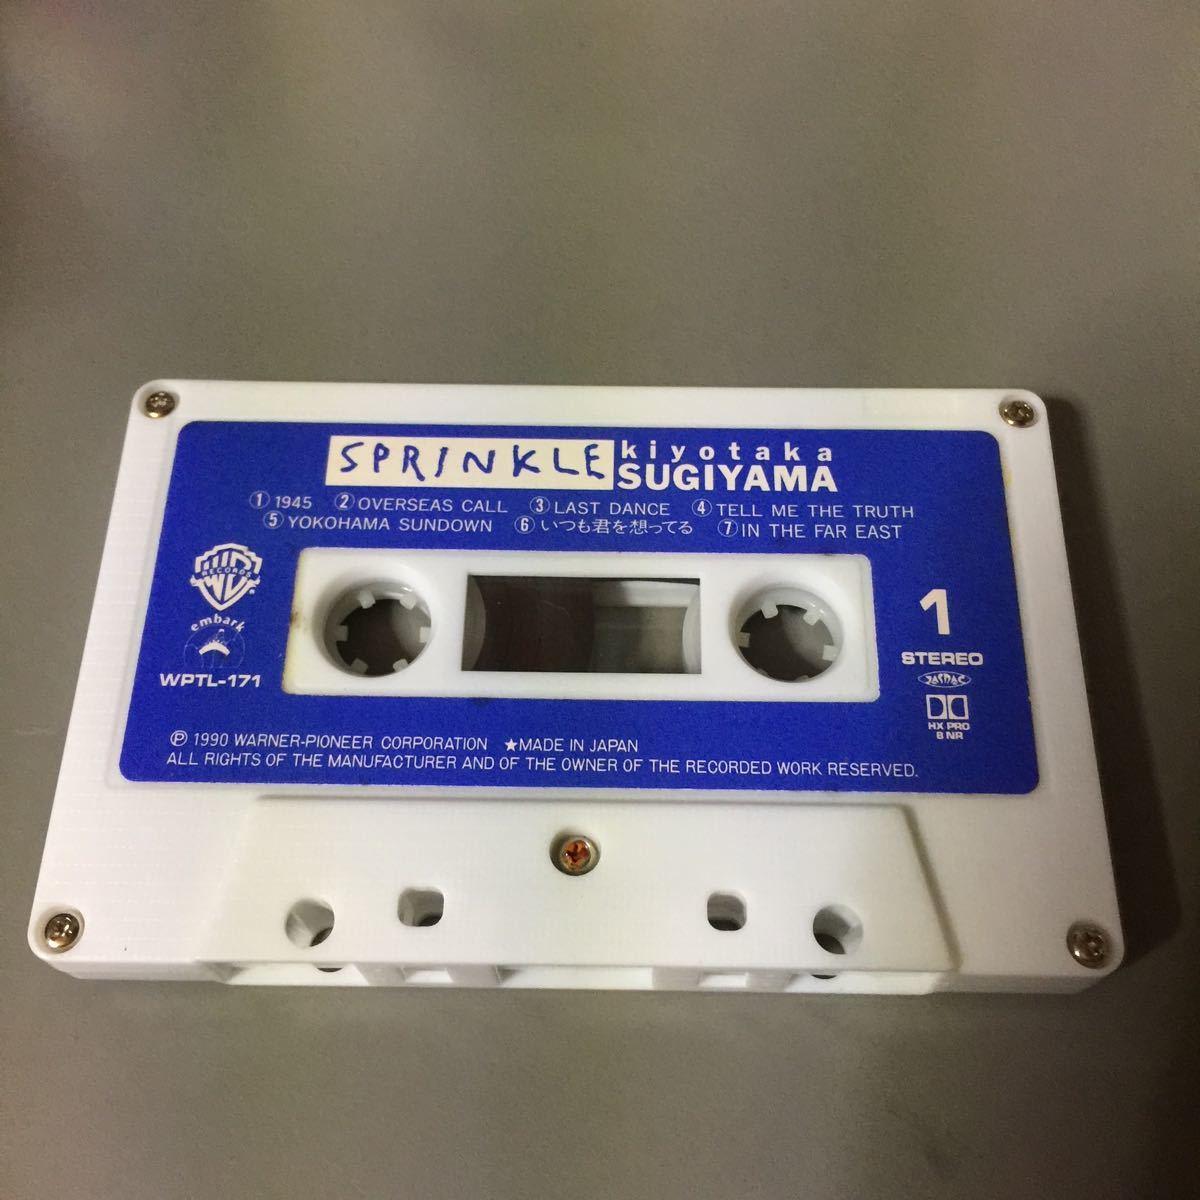 SPRINKLE
kiyotaka
SUGIYAMA
① 1945 ② OVERSEAS CALL ③ LAST DANCE ④ TELL ME THE TRUTH
⑤ YOKOHAMA SUNDOWN ⑥ いつも君を想ってる ⑦ IN THE FAR EAST
WB
RECORDS
®
embark
WPTL-171
1
STEREO
JASRAC
HX PRO
B NR
Ⓟ 1990 WARNER-PIONEER CORPORATION ★MADE IN JAPAN
ALL RIGHTS OF THE MANUFACTURER AND OF THE OWNER OF THE RECORDED WORK RESERVED.